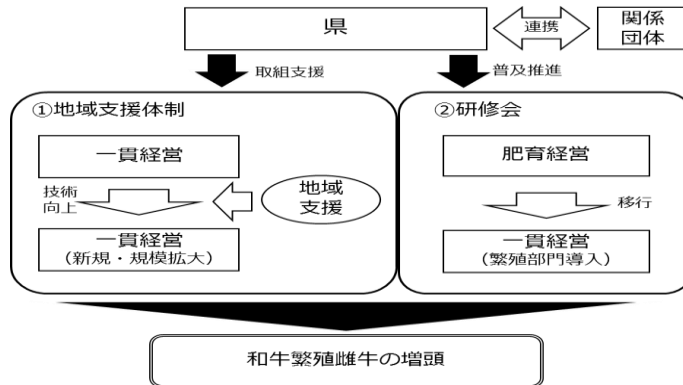 県
連携
関係
団体
取組支援
普及推進
①地域支援体制
一貫経営
技術
向上
地域
支援
一貫経営
（新規・規模拡大）
②研修会
肥育経営
移行
一貫経営
（繁殖部門導入）
和牛繁殖雌牛の増頭